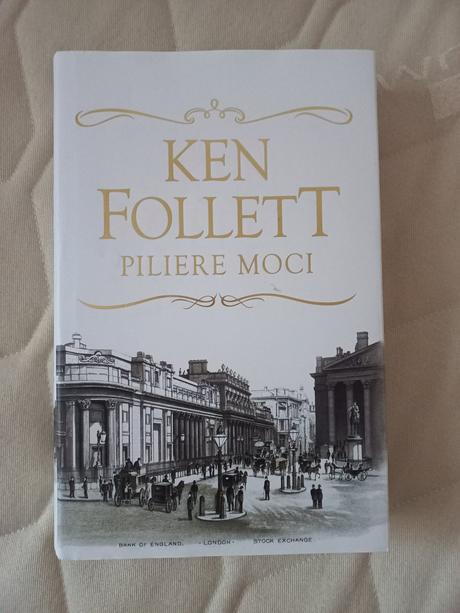 KEN
FOLLETT
PILIERE MOCI
BANK OF ENGLAND. - LONDON - STOCK EXCHANGE